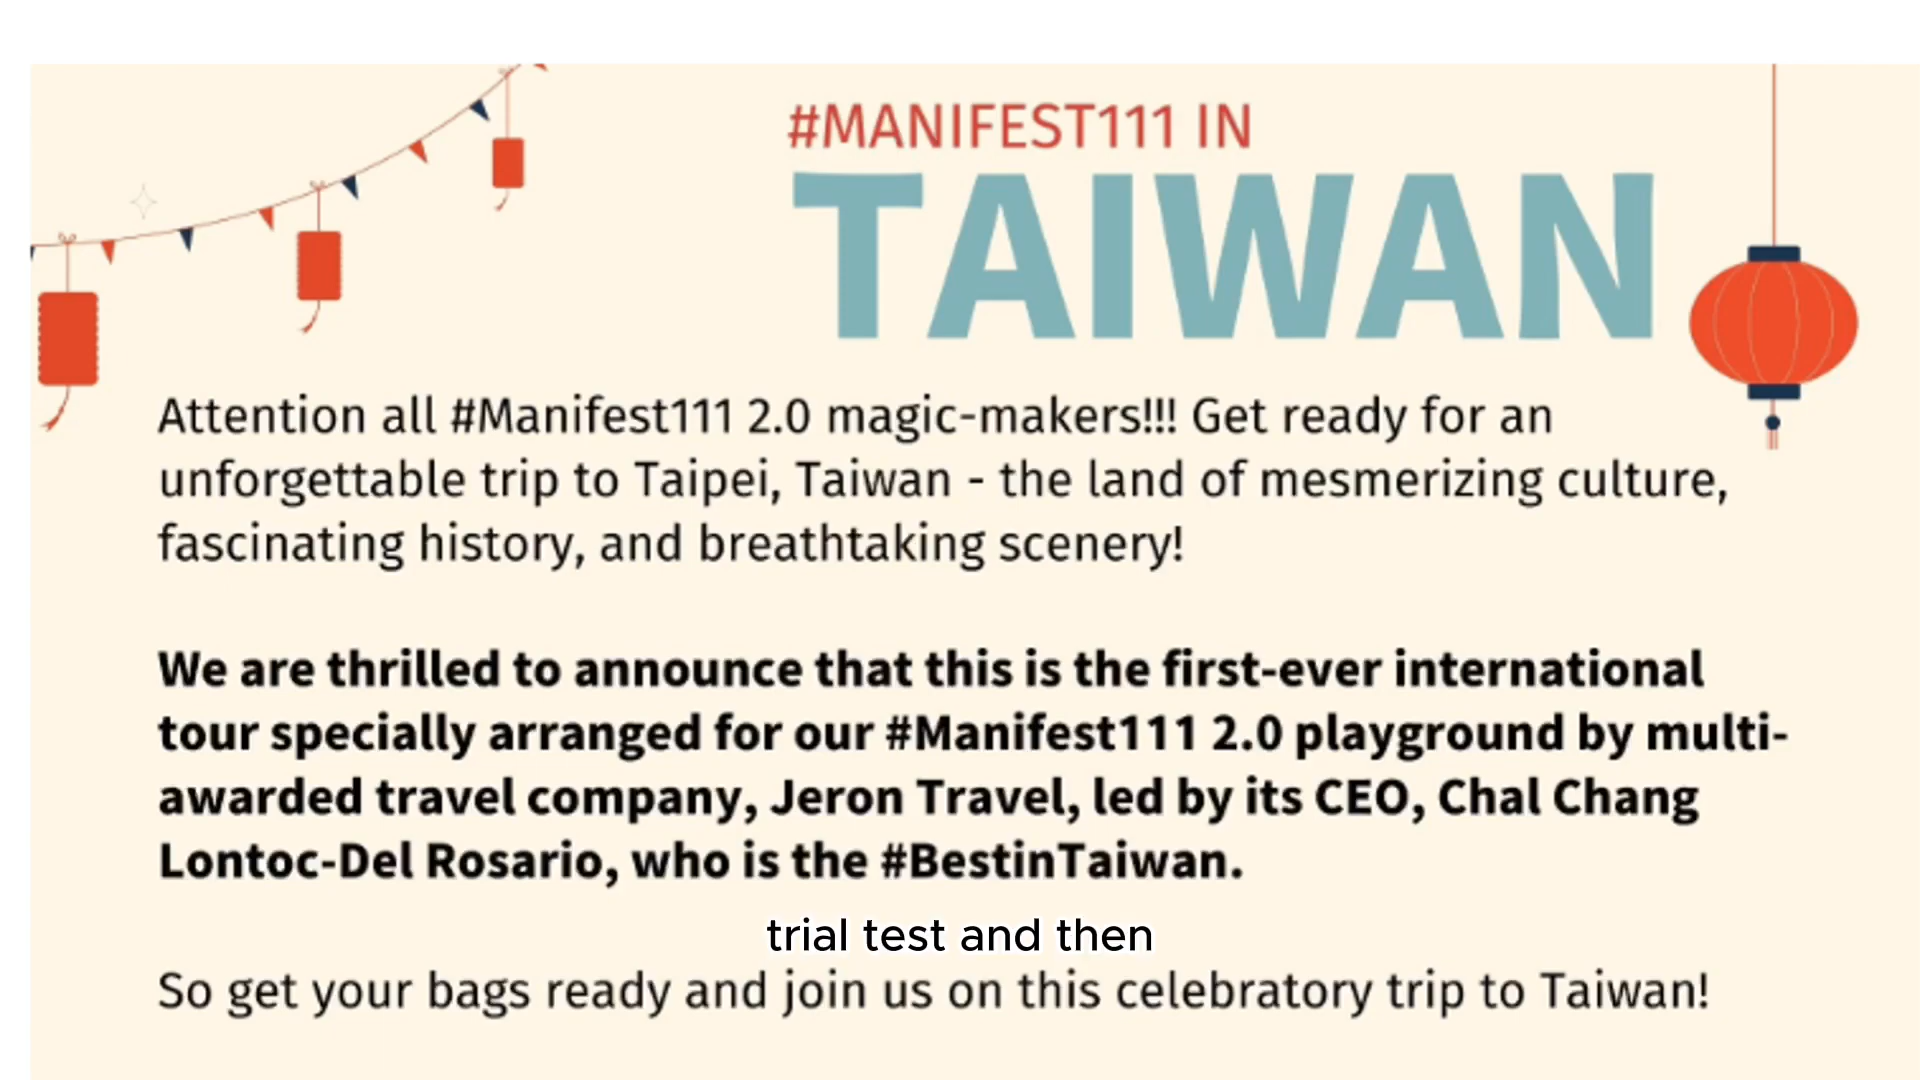 #MANIFEST111 IN
TAIWAN
Attention all #Manifest111 2.0 magic-makers!!! Get ready for an
unforgettable trip to Taipei, Taiwan - the land of mesmerizing culture,
fascinating history, and breathtaking scenery!
We are thrilled to announce that this is the first-ever international
tour specially arranged for our #Manifest111 2.0 playground by multi-
awarded travel company, Jeron Travel, led by its CEO, Chal Chang
Lontoc-Del Rosario, who is the #BestinTaiwan.
trial test and then
So get your bags ready and join us on this celebratory trip to Taiwan!